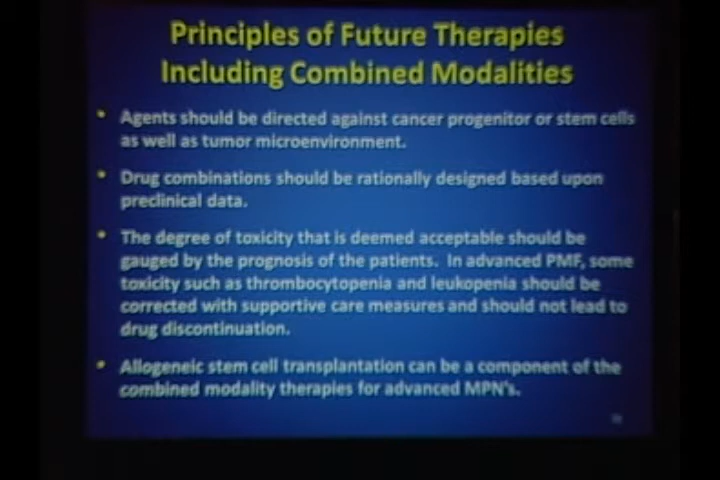 Principles of Future Therapies
Including Combined Modalities
• Agents should be directed against cancer progenitor or stem cells
as well as tumor microenvironment.
• Drug combinations should be rationally designed based upon
preclinical data.
• The degree of toxicity that is deemed acceptable should be
gauged by the prognosis of the patients. In advanced PMF, some
toxicity such as thrombocytopenia and leukopenia should be
corrected with supportive care measures and should not lead to
drug discontinuation.
• Allogeneic stem cell transplantation can be a component of the
combined modality therapies for advanced MPN's.